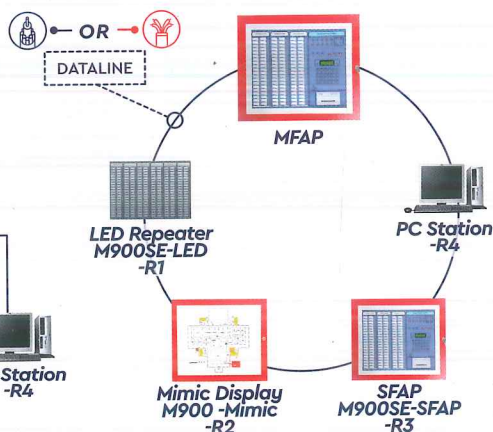 OR
DATALINE
MFAP
LED Repeater
M900SE-LED
-R1
PC Station
-R4
Station
-R4
Mimic Display
M900 -Mimic
-R2
SFAP
M900SE-SFAP
-R3